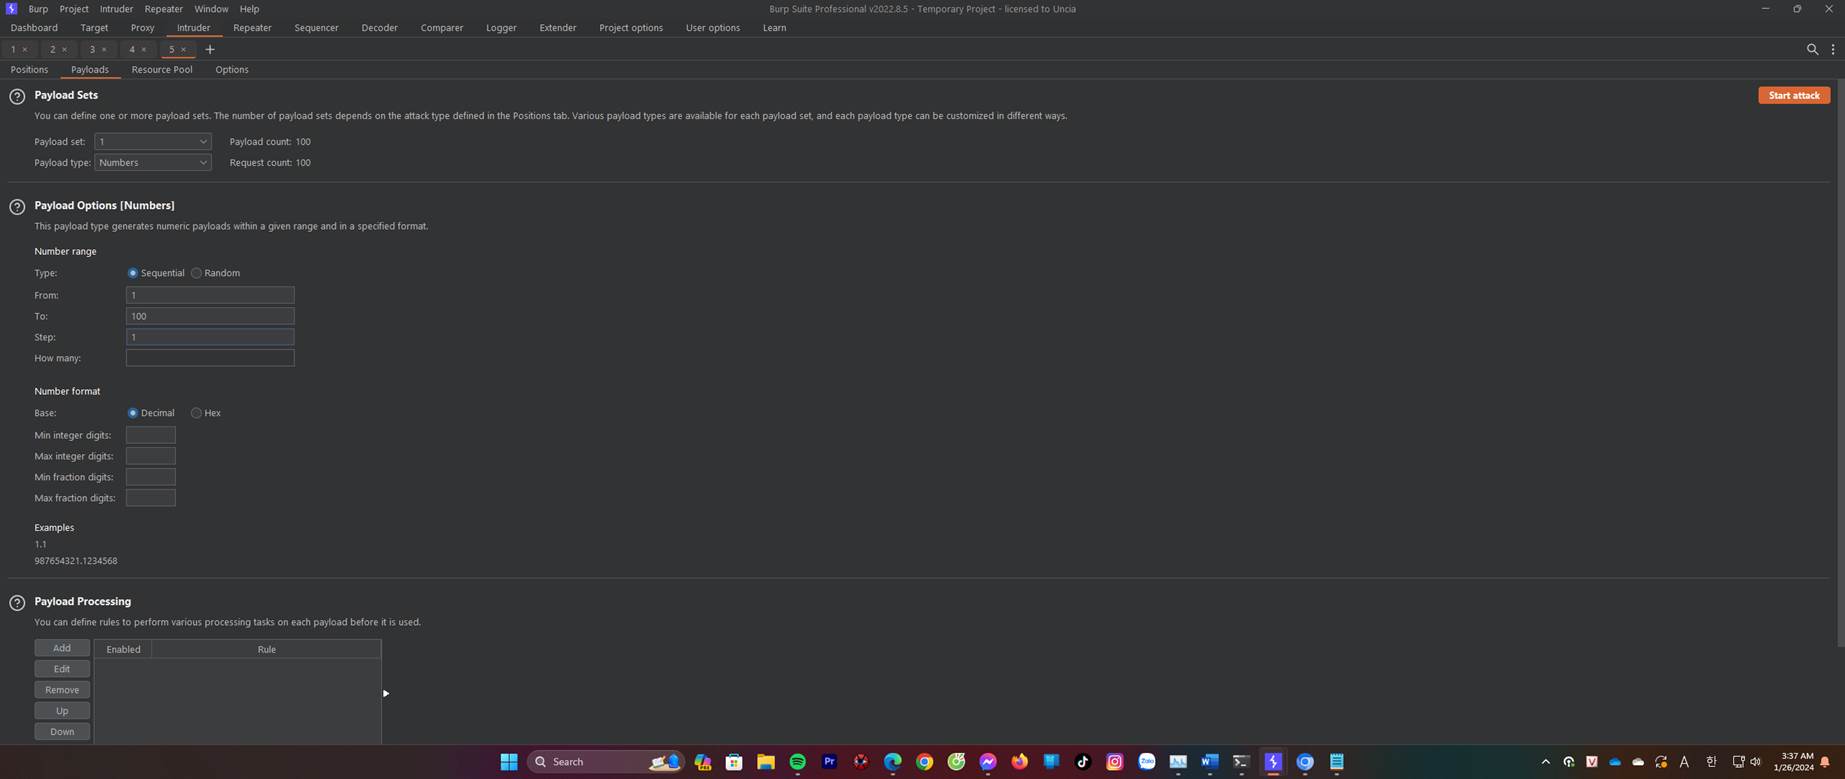 Burp Project Intruder Repeater Window Help
Burp Suite Professional v2022.8.5 - Temporary Project - licensed to Uncia
Dashboard Target Proxy Intruder Repeater Sequencer Decoder Comparer Logger Extender Project options User options Learn
1 × 2 × 3 × 4 × 5 × +
Positions Payloads Resource Pool Options
? Payload Sets
Start attack
You can define one or more payload sets. The number of payload sets depends on the attack type defined in the Positions tab. Various payload types are available for each payload set, and each payload type can be customized in different ways.
Payload set: 1 Payload count: 100
Payload type: Numbers Request count: 100
? Payload Options [Numbers]
This payload type generates numeric payloads within a given range and in a specified format.
Number range
Type: Sequential Random
From: 1
To: 100
Step: 1
How many:
Number format
Base: Decimal Hex
Min integer digits:
Max integer digits:
Min fraction digits:
Max fraction digits:
Examples
1.1
987654321.1234568
? Payload Processing
You can define rules to perform various processing tasks on each payload before it is used.
Add Enabled Rule
Edit
Remove
Up
Down
Search
Pr
Zalo
V
A
한
3:37 AM
1/26/2024